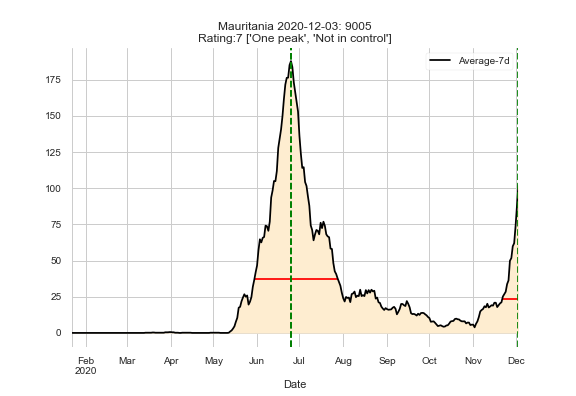 Mauritania 2020-12-03: 9005
Rating:7 ['One peak', 'Not in control']
Average-7d
175
150
125
100
75
50
25
0
Feb Mar Apr May Jun Jul Aug Sep Oct Nov Dec
2020
Date